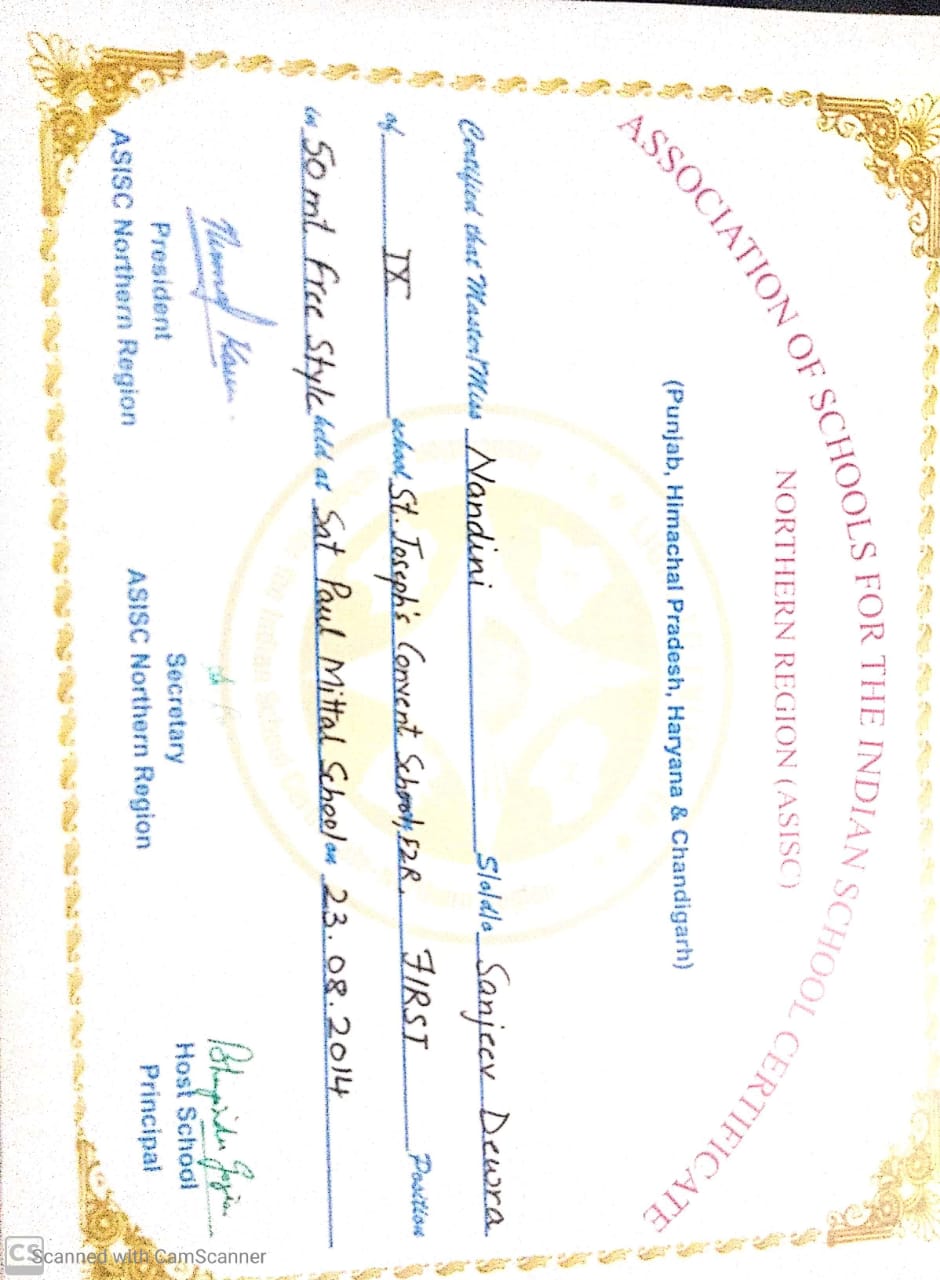 ASSOCIATION OF SCHOOLS FOR THE INDIAN SCHOOL CERTIFICATE
NORTHERN REGION (ASISC)
(Punjab, Himachal Pradesh, Haryana & Chandigarh)
Certified that Master/Miss Nandini S/o/d/o Sanjeev Dewra
of IX school St. Joseph's Convent School, FZR. FIRST Position
in 50 mt Free Style held at Sat Paul Mittal School on 23.08.2014
President
ASISC Northern Region
Secretary
ASISC Northern Region
Host School
Principal
CS Scanned with CamScanner